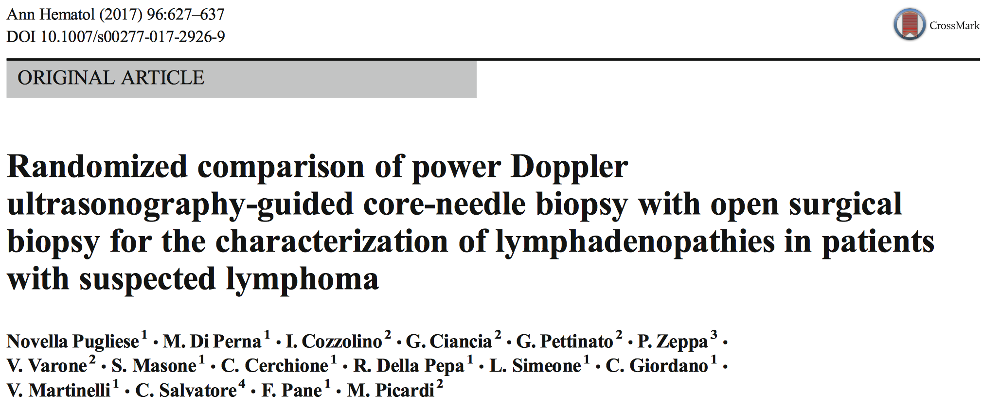 Ann Hematol (2017) 96:627–637
DOI 10.1007/s00277-017-2926-9
CrossMark
ORIGINAL ARTICLE
Randomized comparison of power Doppler
ultrasonography-guided core-needle biopsy with open surgical
biopsy for the characterization of lymphadenopathies in patients
with suspected lymphoma
Novella Pugliese1 · M. Di Perna1 · I. Cozzolino2 · G. Ciancia2 · G. Pettinato2 · P. Zeppa3 ·
V. Varone2 · S. Masone1 · C. Cerchione1 · R. Della Pepa1 · L. Simeone1 · C. Giordano1 ·
V. Martinelli1 · C. Salvatore4 · F. Pane1 · M. Picardi2